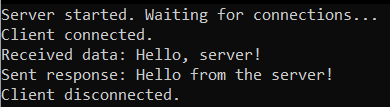 Server started. Waiting for connections...
Client connected.
Received data: Hello, server!
Sent response: Hello from the server!
Client disconnected.